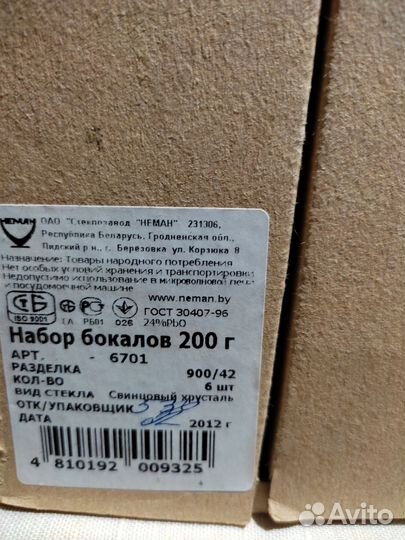 НЕМАН
ОАО "Стеклозавод "НЕМАН" 231306,
Республика Беларусь, Гродненская обл.,
Лидский р-н, г. Березовка ул. Корзюка 8
Назначение: Товары народного потребления
Нет особых условий хранения и транспортировки
Недопустимо использование в микроволновой печи
и посудомоечной машине
www.neman.by
ISO 9001
ГОСТ 30407-96
026 24%PbO
Набор бокалов 200 г
АРТ. - 6701
РАЗДЕЛКА 900/42
КОЛ-ВО 6 шт
ВИД СТЕКЛА Свинцовый хрусталь
ОТК/УПАКОВЩИК
ДАТА 2012 г
4 810192 009325
Avito